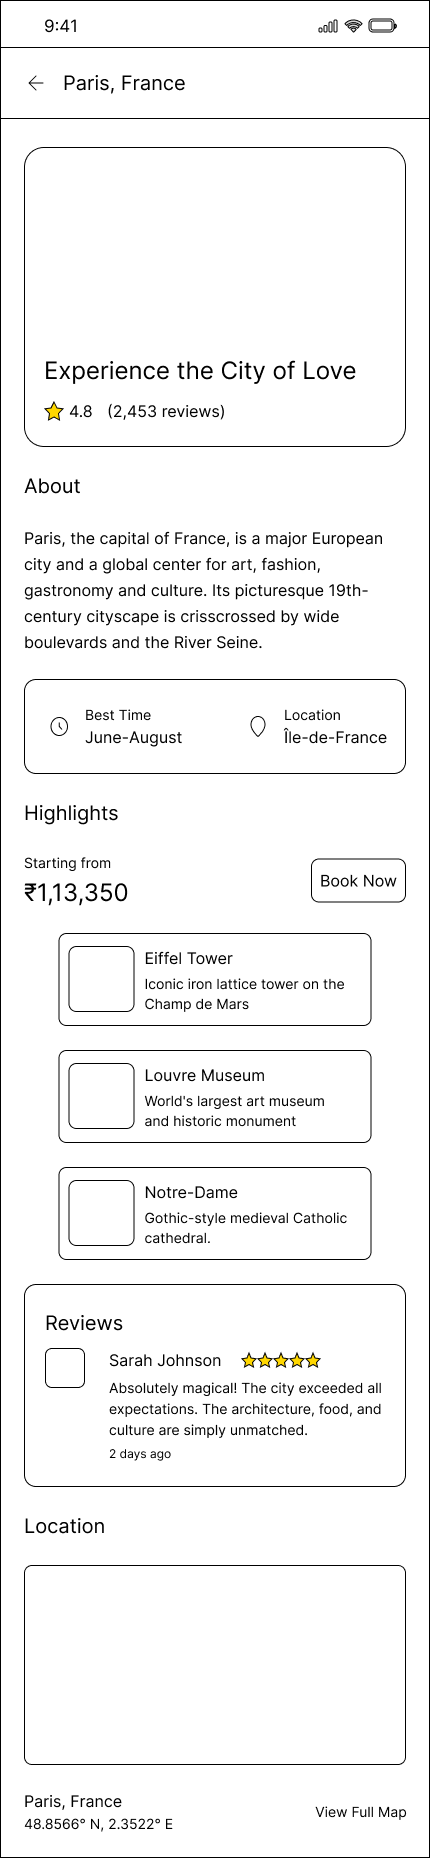 9:41
Paris, France
Experience the City of Love
4.8 (2,453 reviews)
About
Paris, the capital of France, is a major European
city and a global center for art, fashion,
gastronomy and culture. Its picturesque 19th-
century cityscape is crisscrossed by wide
boulevards and the River Seine.
Best Time
June-August
Location
Île-de-France
Highlights
Starting from
₹1,13,350
Book Now
Eiffel Tower
Iconic iron lattice tower on the
Champ de Mars
Louvre Museum
World's largest art museum
and historic monument
Notre-Dame
Gothic-style medieval Catholic
cathedral.
Reviews
Sarah Johnson
Absolutely magical! The city exceeded all
expectations. The architecture, food, and
culture are simply unmatched.
2 days ago
Location
Paris, France
48.8566° N, 2.3522° E
View Full Map